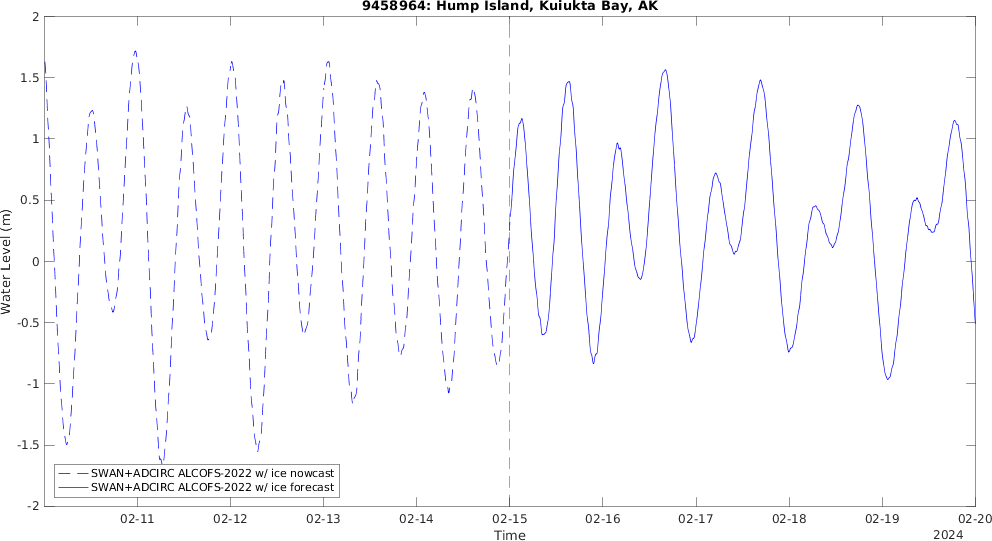 9458964: Hump Island, Kuiukta Bay, AK
Water Level (m)
2
1.5
1
0.5
0
-0.5
-1
-1.5
-2
SWAN+ADCIRC ALCOFS-2022 w/ ice nowcast
SWAN+ADCIRC ALCOFS-2022 w/ ice forecast
02-11 02-12 02-13 02-14 02-15 02-16 02-17 02-18 02-19 02-20
Time
2024